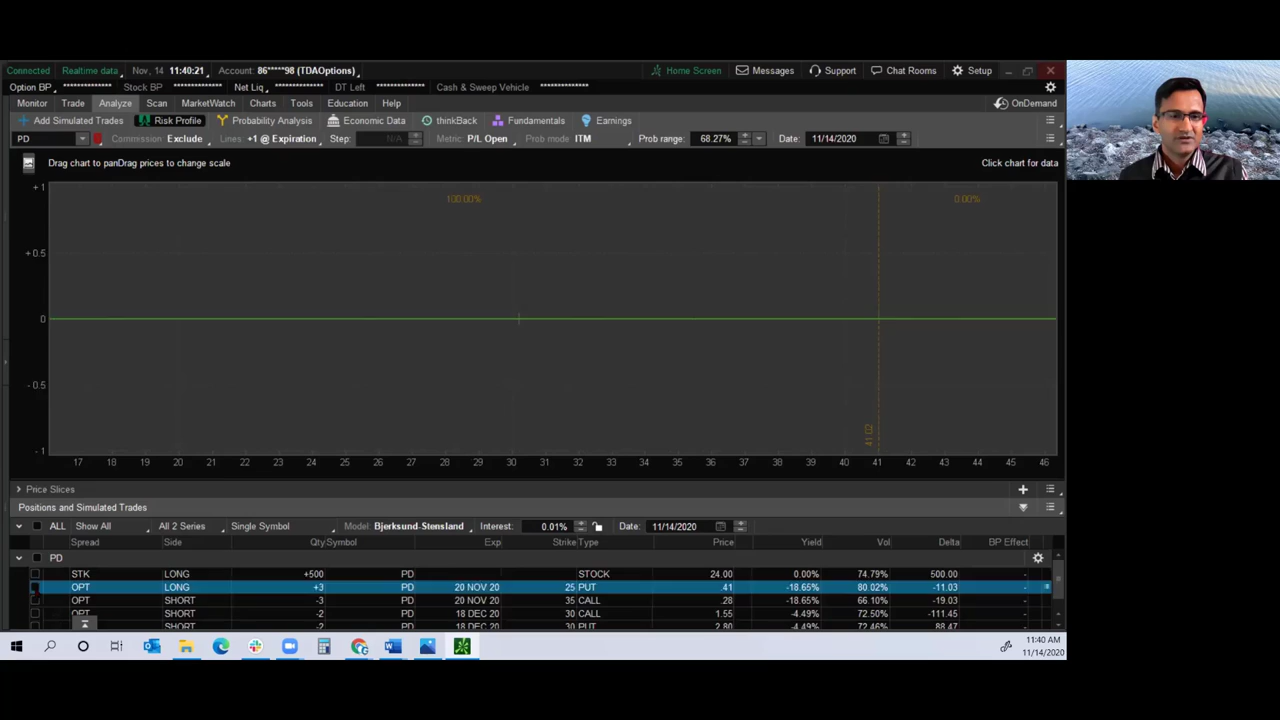 Connected Realtime data Nov, 14 11:40:21 Account: 86*****98 (TDAOptions) Home Screen Messages Support Chat Rooms Setup
Option BP ************** Stock BP ************** Net Liq ************** DT Left ************** Cash & Sweep Vehicle **************
Monitor Trade Analyze Scan MarketWatch Charts Tools Education Help OnDemand
Add Simulated Trades Risk Profile Probability Analysis Economic Data thinkBack Fundamentals Earnings
PD Commission Exclude Lines +1 @ Expiration Step: N/A Metric: P/L Open Prob mode: ITM Prob range: 68.27% Date: 11/14/2020
Drag chart to panDrag prices to change scale Click chart for data
+ 1
100.00% 0.00%
+ 0.5
0
- 0.5
41.02
- 1
17 18 19 20 21 22 23 24 25 26 27 28 29 30 31 32 33 34 35 36 37 38 39 40 41 42 43 44 45 46
Price Slices
Positions and Simulated Trades
ALL Show All All 2 Series Single Symbol Model: Bjerksund-Stensland Interest: 0.01% Date: 11/14/2020
Spread Side Qty Symbol Exp Strike Type Price Yield Vol Delta BP Effect
PD
STK LONG +500 PD STOCK 24.00 0.00% 74.79% 500.00 -
OPT LONG +3 PD 20 NOV 20 25 PUT .41 -18.65% 80.02% -11.03 -
OPT SHORT -3 PD 20 NOV 20 35 CALL .28 -18.65% 66.10% -19.03 -
OPT SHORT -2 PD 18 DEC 20 30 CALL 1.55 -4.49% 72.50% -111.45 -
SHORT -2 PD 18 DEC 20 30 PUT 2.80 -4.49% 72.46% 88.47 -
11:40 AM
11/14/2020